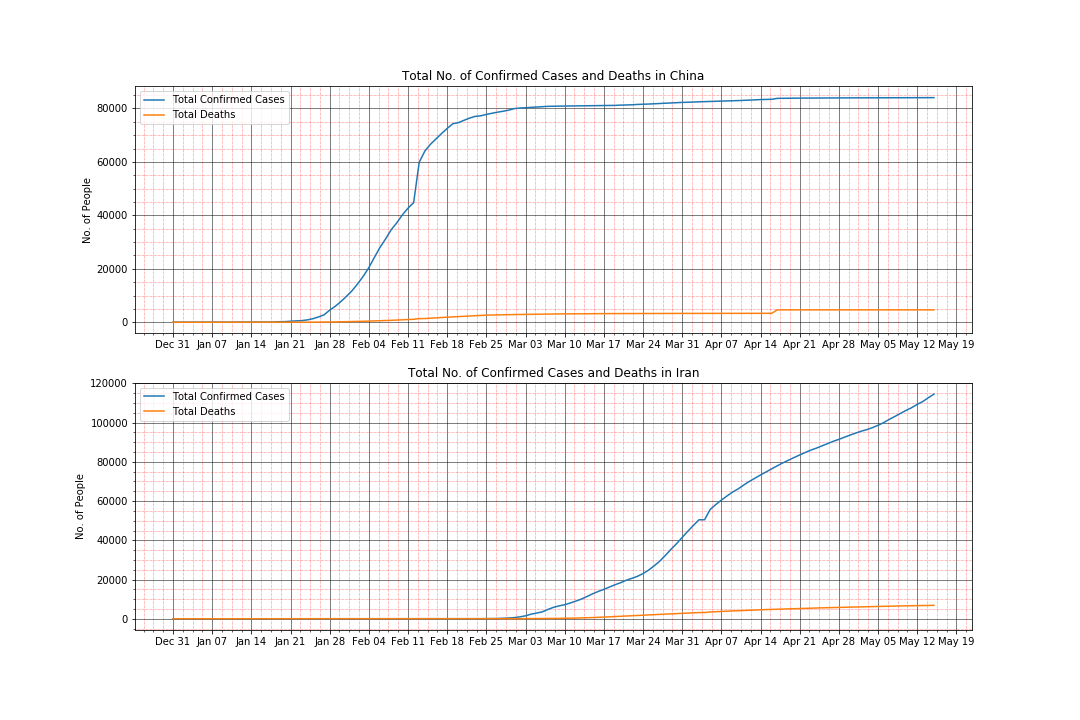 Total No. of Confirmed Cases and Deaths in China
Total Confirmed Cases
Total Deaths
No. of People
80000
60000
40000
20000
0
Dec 31 Jan 07 Jan 14 Jan 21 Jan 28 Feb 04 Feb 11 Feb 18 Feb 25 Mar 03 Mar 10 Mar 17 Mar 24 Mar 31 Apr 07 Apr 14 Apr 21 Apr 28 May 05 May 12 May 19
Total No. of Confirmed Cases and Deaths in Iran
Total Confirmed Cases
Total Deaths
No. of People
120000
100000
80000
60000
40000
20000
0
Dec 31 Jan 07 Jan 14 Jan 21 Jan 28 Feb 04 Feb 11 Feb 18 Feb 25 Mar 03 Mar 10 Mar 17 Mar 24 Mar 31 Apr 07 Apr 14 Apr 21 Apr 28 May 05 May 12 May 19